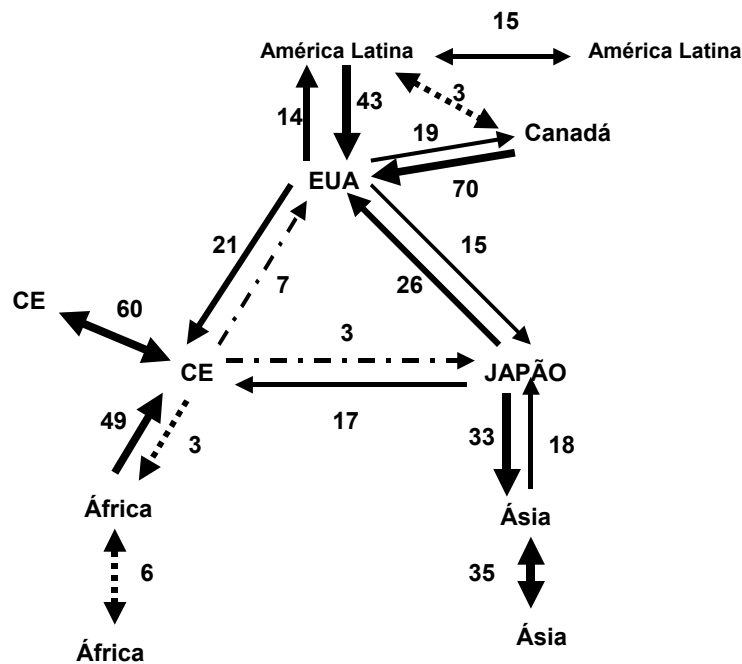 15
América Latina
América Latina
14
43
3
19
Canadá
EUA
70
21
7
15
26
CE
60
3
CE
JAPÃO
49
3
17
33
18
África
Ásia
6
35
África
Ásia